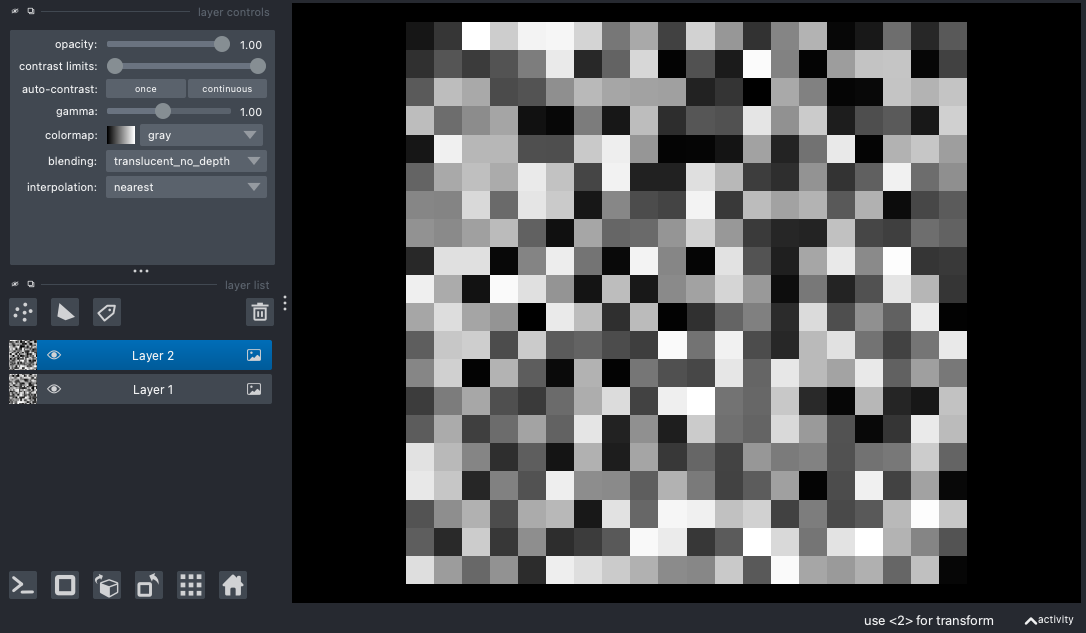 layer controls
opacity: 1.00
contrast limits:
auto-contrast: once continuous
gamma: 1.00
colormap: gray
blending: translucent_no_depth
interpolation: nearest
layer list
Layer 2
Layer 1
use <2> for transform activity